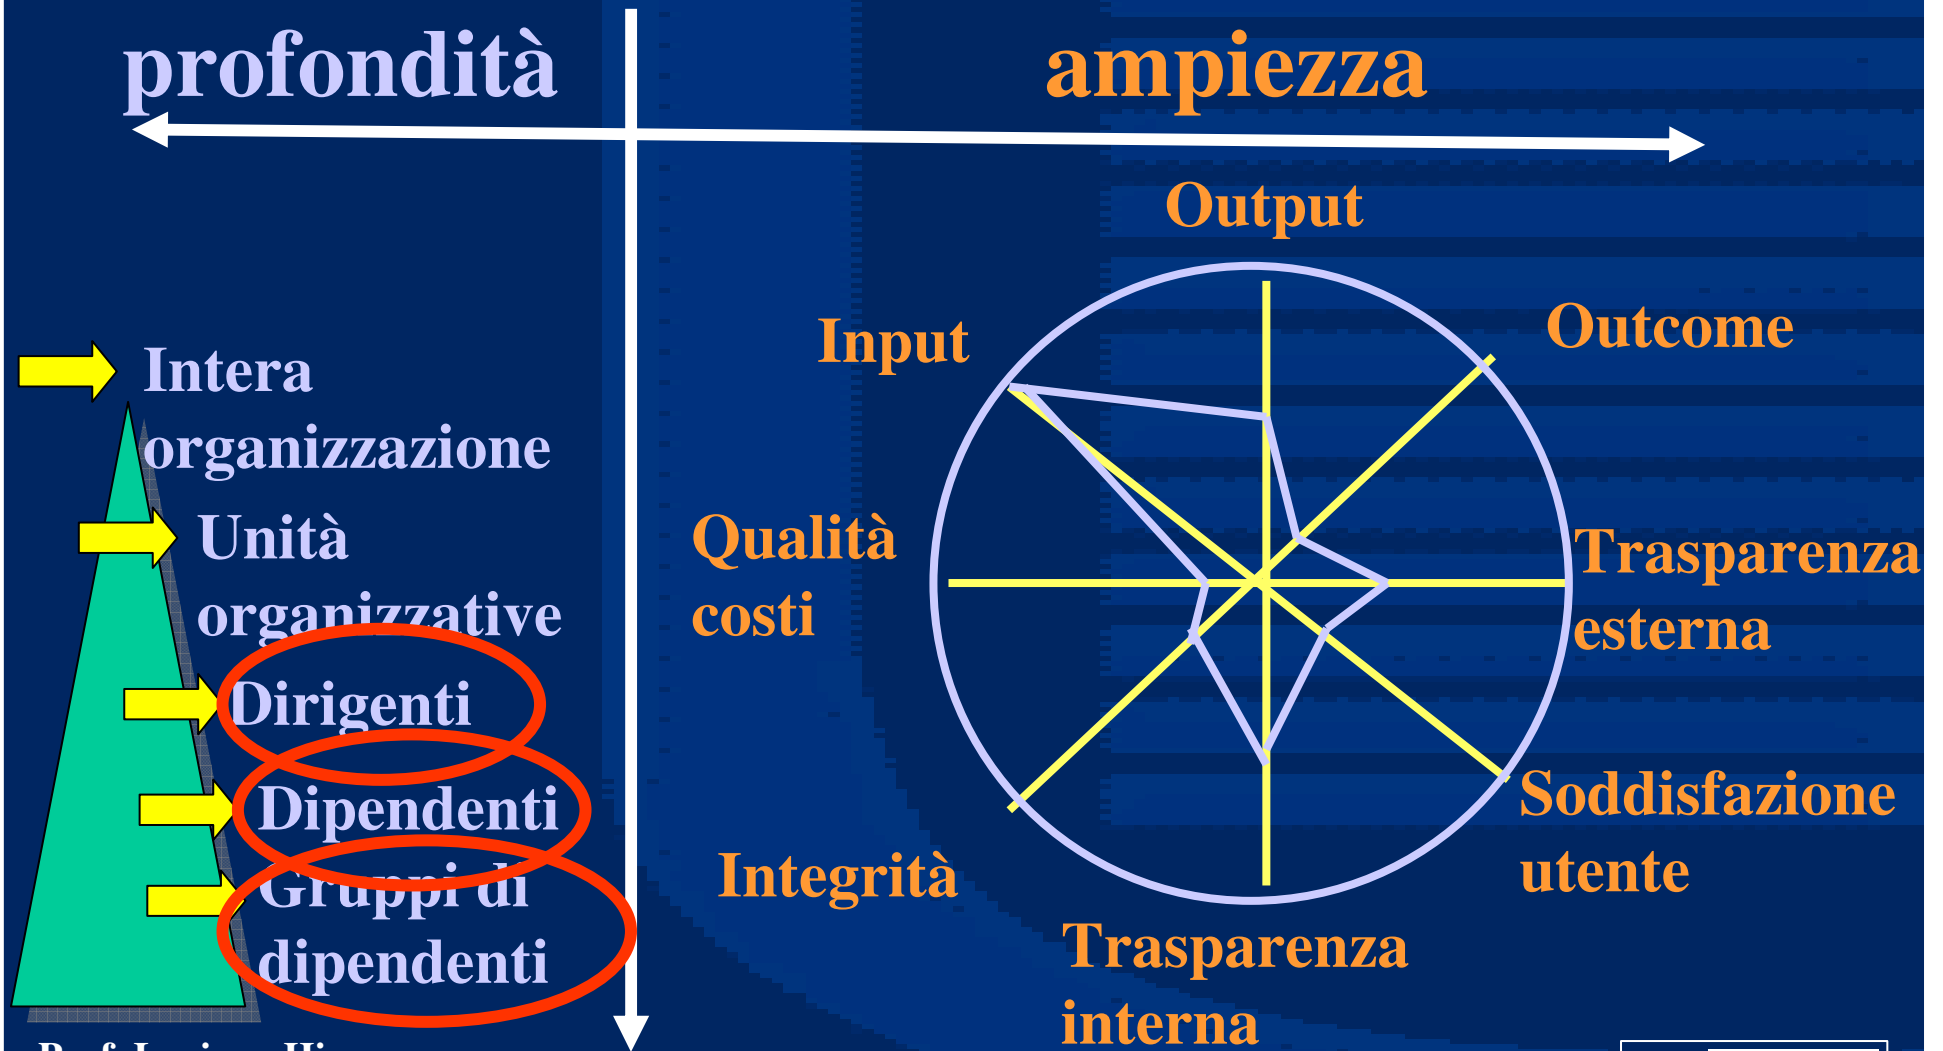 profondità
ampiezza
Intera
organizzazione
Unità
organizzative
Dirigenti
Dipendenti
Gruppi di
dipendenti
Output
Input
Outcome
Qualità
costi
Trasparenza
esterna
Integrità
Soddisfazione
utente
Trasparenza
interna
Prof.